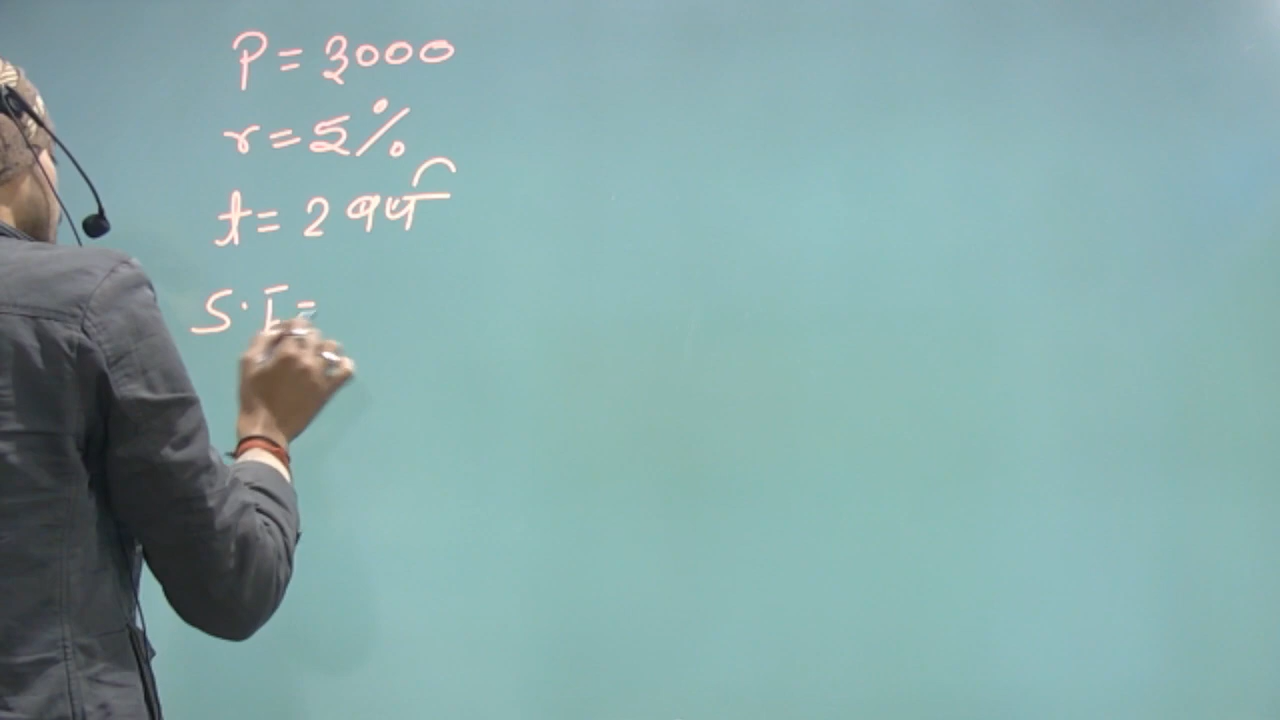 P = 3000
r = 5%
t = 2 वर्ष
S.I =